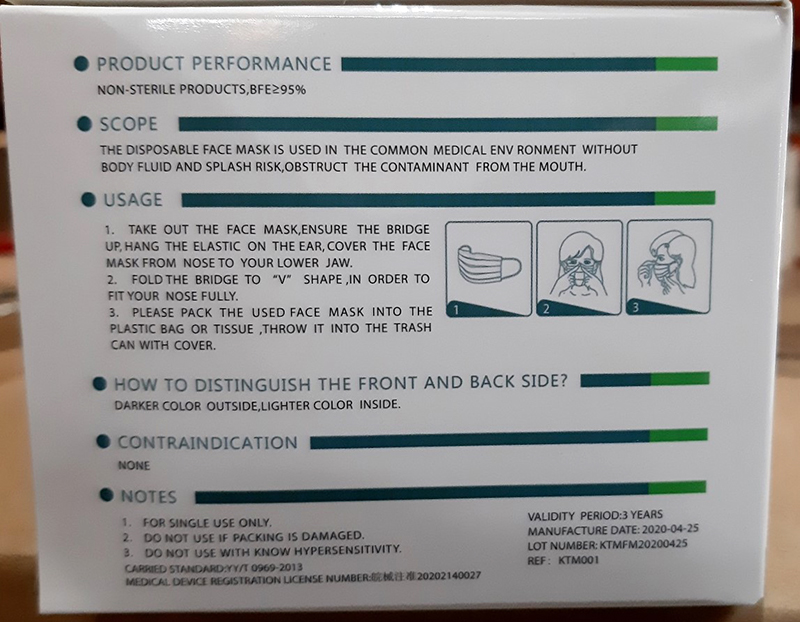 PRODUCT PERFORMANCE
NON-STERILE PRODUCTS,BFE≥95%
SCOPE
THE DISPOSABLE FACE MASK IS USED IN THE COMMON MEDICAL ENV RONMENT WITHOUT
BODY FLUID AND SPLASH RISK,OBSTRUCT THE CONTAMINANT FROM THE MOUTH.
USAGE
1. TAKE OUT THE FACE MASK,ENSURE THE BRIDGE
UP,HANG THE ELASTIC ON THE EAR,COVER THE FACE
MASK FROM NOSE TO YOUR LOWER JAW.
2. FOLD THE BRIDGE TO "V" SHAPE ,IN ORDER TO
FIT YOUR NOSE FULLY.
3. PLEASE PACK THE USED FACE MASK INTO THE
PLASTIC BAG OR TISSUE ,THROW IT INTO THE TRASH
CAN WITH COVER.
1 2 3
HOW TO DISTINGUISH THE FRONT AND BACK SIDE?
DARKER COLOR OUTSIDE,LIGHTER COLOR INSIDE.
CONTRAINDICATION
NONE
NOTES
1. FOR SINGLE USE ONLY.
2. DO NOT USE IF PACKING IS DAMAGED.
3. DO NOT USE WITH KNOW HYPERSENSITIVITY.
CARRIED STANDARD:YY/T 0969-2013
MEDICAL DEVICE REGISTRATION LICENSE NUMBER:皖械注准20202140027
VALIDITY PERIOD:3 YEARS
MANUFACTURE DATE: 2020-04-25
LOT NUMBER: KTMFM20200425
REF: KTM001